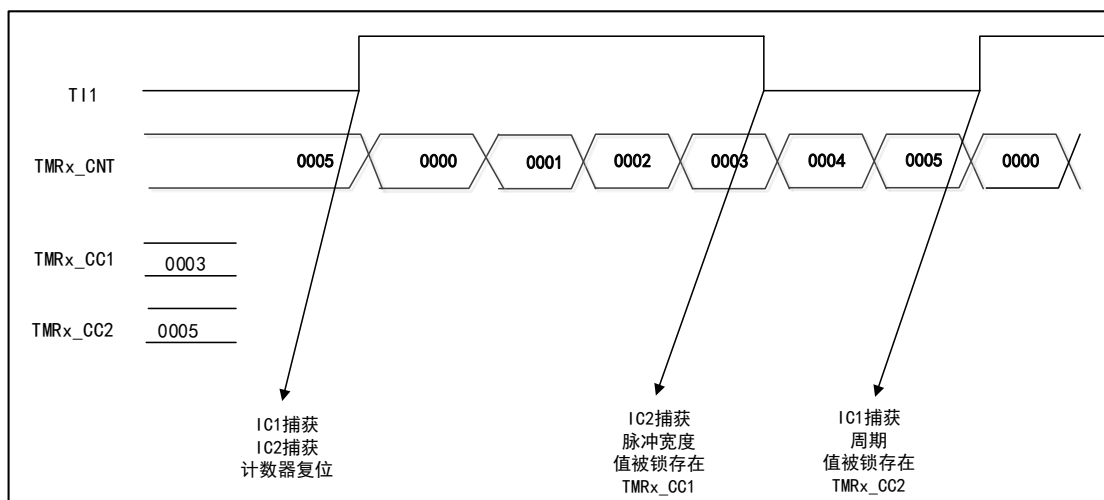 TI1
TMRx_CNT
0005 0000 0001 0002 0003 0004 0005 0000
TMRx_CC1
0003
TMRx_CC2
0005
IC1捕获
IC2捕获
计数器复位
IC2捕获
脉冲宽度
值被锁存在
TMRx_CC1
IC1捕获
周期
值被锁存在
TMRx_CC2